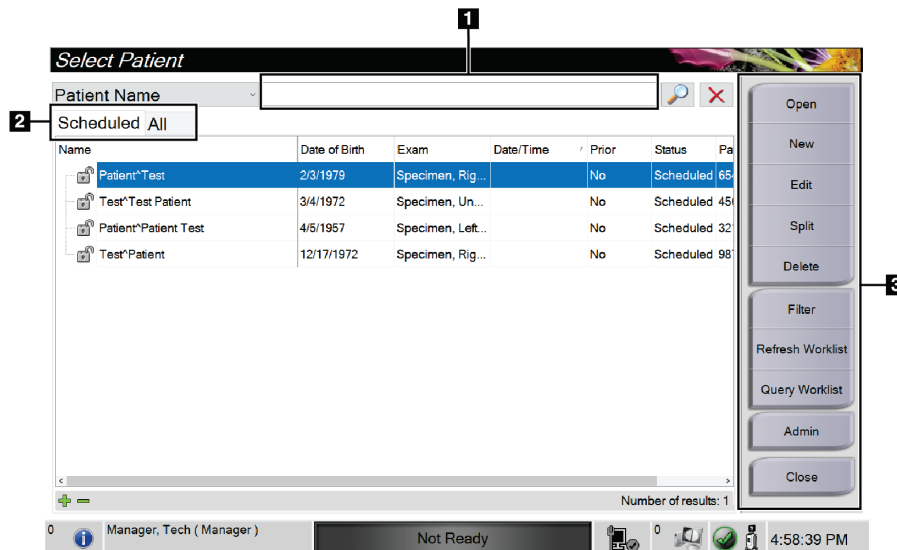 1
Select Patient
Patient Name
2
Scheduled All
Name Date of Birth Exam Date/Time Prior Status Pa
Patient^Test 2/3/1979 Specimen, Rig... No Scheduled 654
Test^Test Patient 3/4/1972 Specimen, Un... No Scheduled 456
Patient^Patient Test 4/5/1957 Specimen, Left... No Scheduled 32
Test^Patient 12/17/1972 Specimen, Rig... No Scheduled 98
Number of results: 1
Open
New
Edit
Split
Delete
3
Filter
Refresh Worklist
Query Worklist
Admin
Close
0 Manager, Tech ( Manager ) Not Ready 0 4:58:39 PM